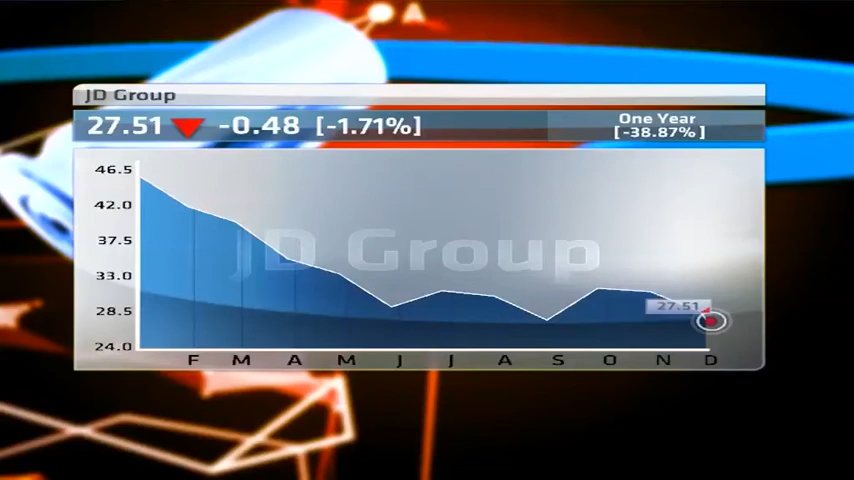 A
JD Group
27.51 -0.48 [-1.71%]
One Year
[-38.87%]
46.5
42.0
37.5
33.0
28.5
24.0
JD Group
27.51
F M A M J J A S O N D